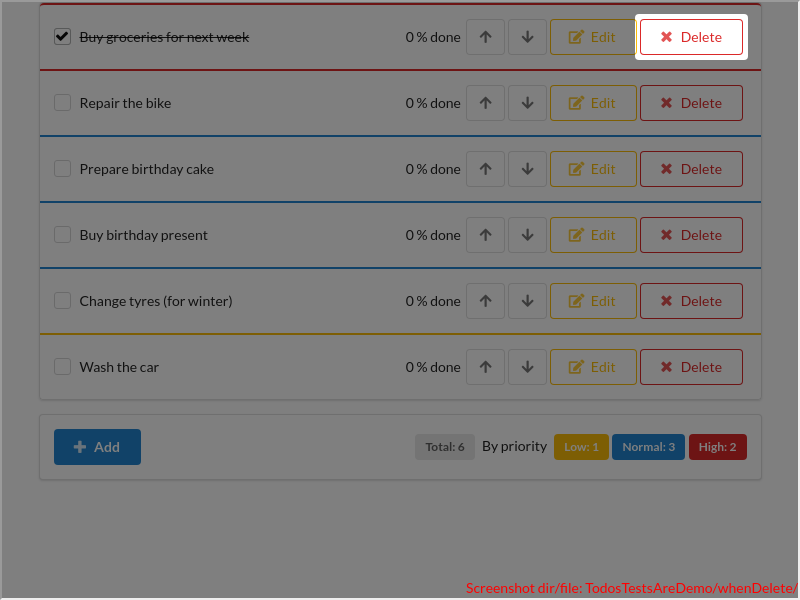 Buy groceries for next week 0 % done Edit Delete
Repair the bike 0 % done Edit Delete
Prepare birthday cake 0 % done Edit Delete
Buy birthday present 0 % done Edit Delete
Change tyres (for winter) 0 % done Edit Delete
Wash the car 0 % done Edit Delete
Add Total: 6 By priority Low: 1 Normal: 3 High: 2
Screenshot dir/file: TodosTestsAreDemo/whenDelete/